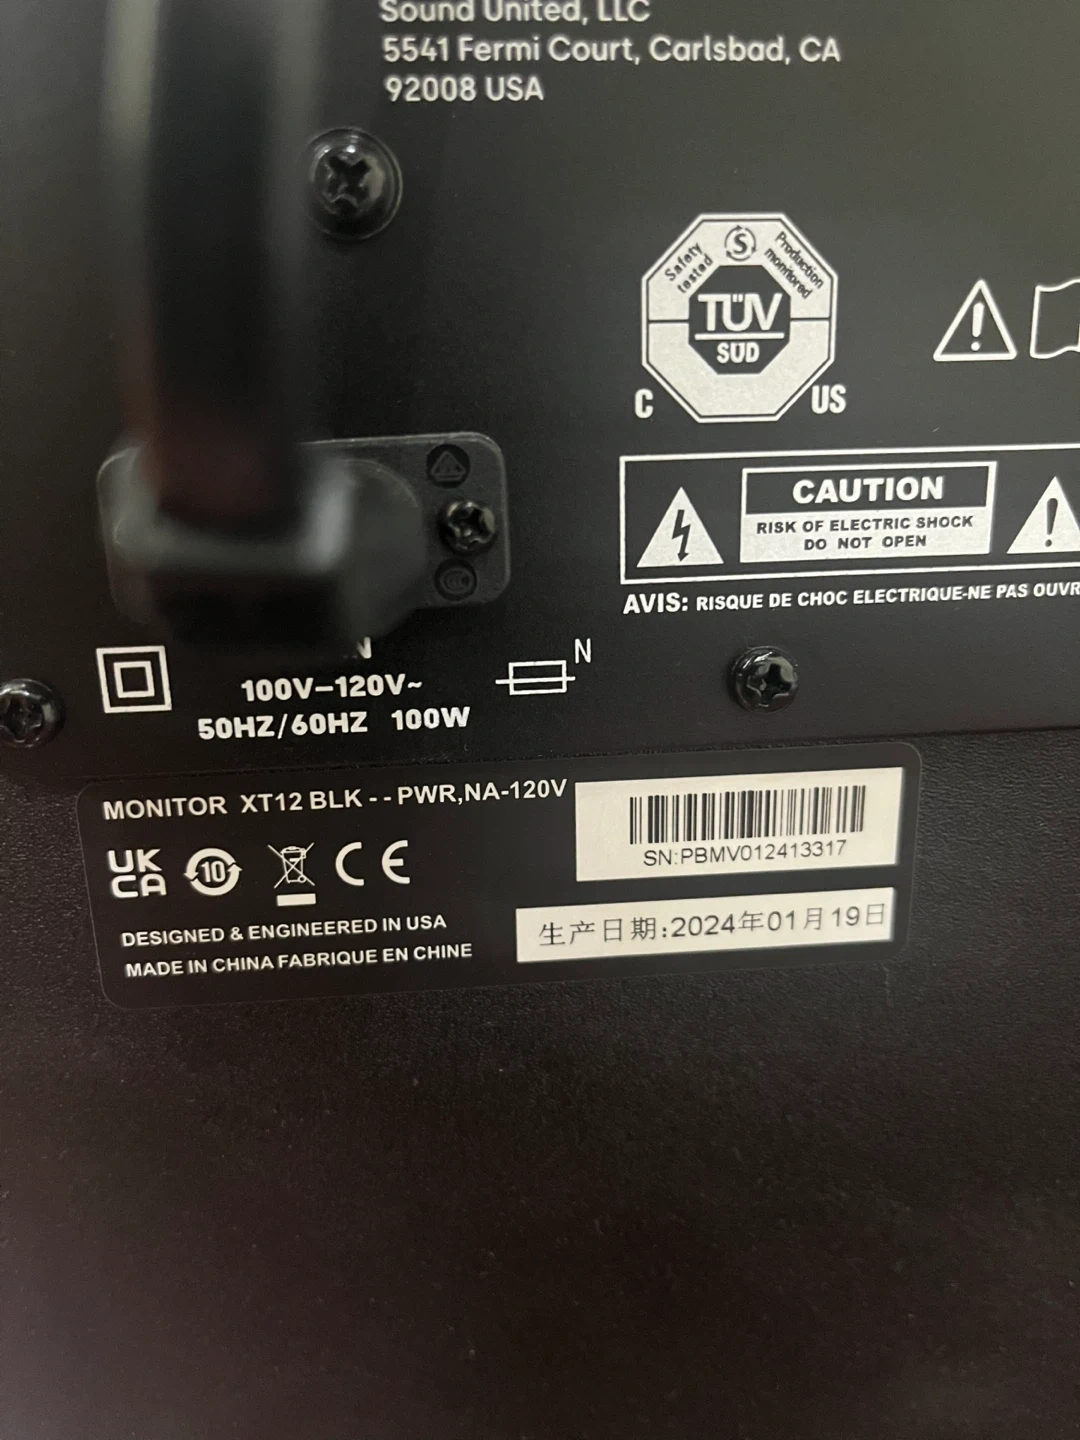 Sound United, LLC
5541 Fermi Court, Carlsbad, CA
92008 USA
Safety tested
S
Production monitored
TÜV
SÜD
C US
CAUTION
RISK OF ELECTRIC SHOCK
DO NOT OPEN
AVIS: RISQUE DE CHOC ELECTRIQUE-NE PAS
N
100V–120V~
50HZ/60HZ 100W
MONITOR XT12 BLK - - PWR,NA-120V
SN:PBMV012413317
UK
CA
10
CE
生产日期:2024年01月19日
DESIGNED & ENGINEERED IN USA
MADE IN CHINA FABRIQUE EN CHINE